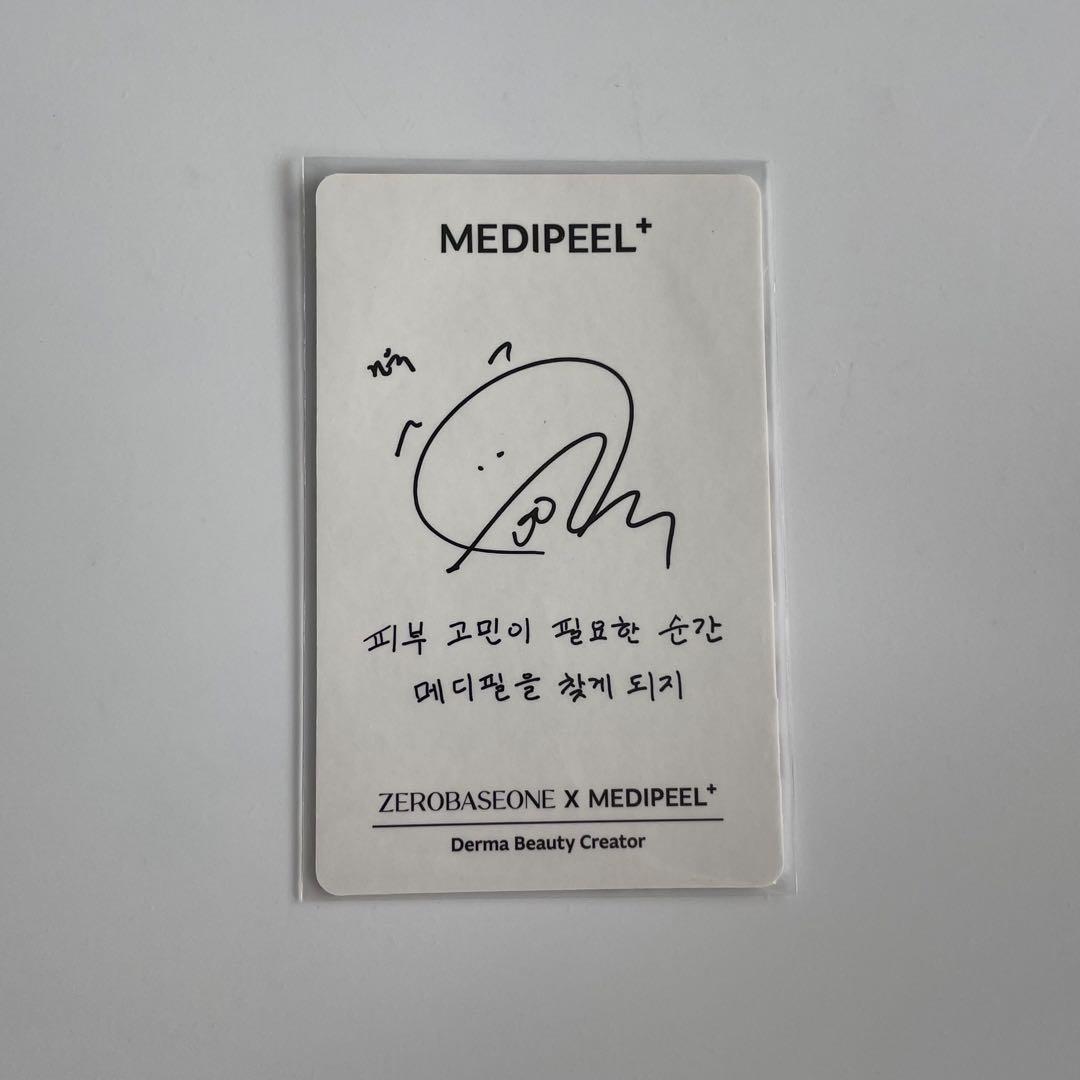 MEDIPEEL+
피부 고민이 필요한 순간
메디필을 찾게 되지
ZEROBASEONE X MEDIPEEL+
Derma Beauty Creator